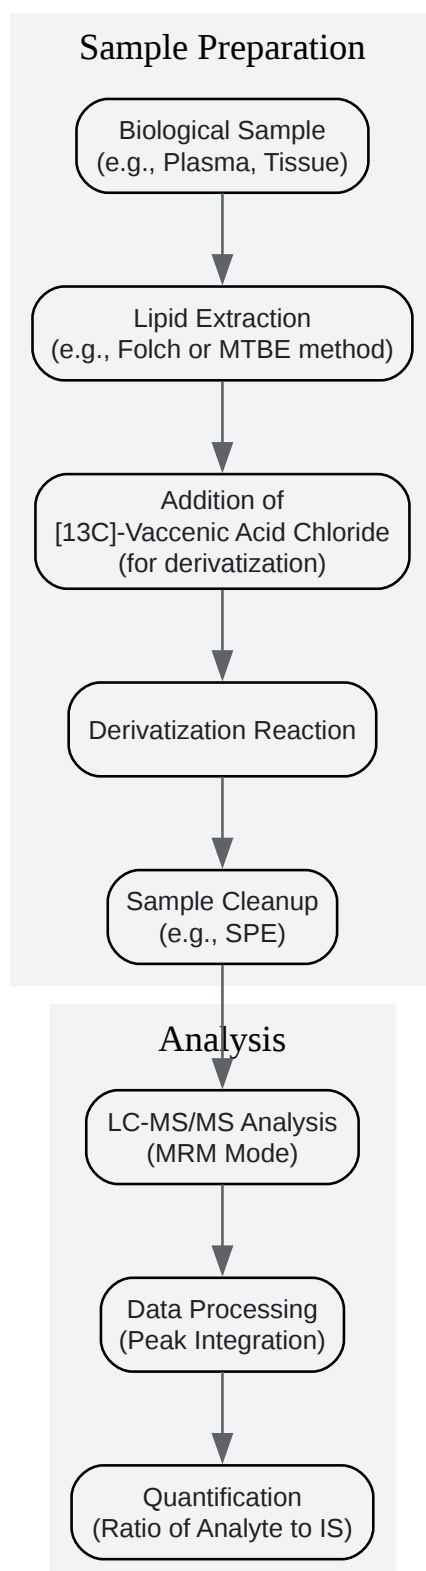 Sample Preparation
Biological Sample
(e.g., Plasma, Tissue)
Lipid Extraction
(e.g., Folch or MTBE method)
Addition of
[13C]-Vaccenic Acid Chloride
(for derivatization)
Derivatization Reaction
Sample Cleanup
(e.g., SPE)
Analysis
LC-MS/MS Analysis
(MRM Mode)
Data Processing
(Peak Integration)
Quantification
(Ratio of Analyte to IS)